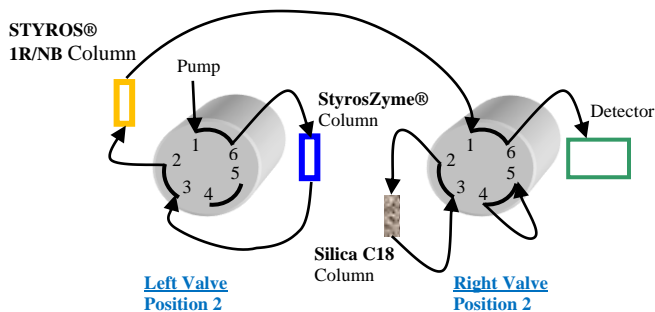 STYROS®
1R/NB Column
Pump
StyrosZyme®
Column
Detector
1
2
3
4
5
6
1
2
3
4
5
6
Silica C18
Column
Left Valve
Position 2
Right Valve
Position 2